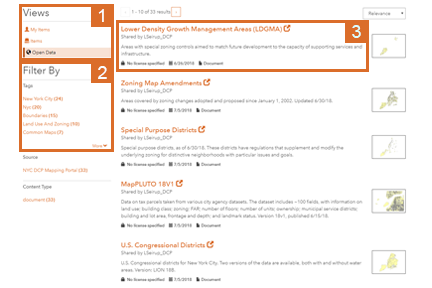 Views
1
My Items
Items
Open Data
Filter By
2
Tags
New York City (24)
Boundaries (15)
Land Use And Zoning (10)
Common Maps (7)
More
Source
NYC DCP Mapping Portal (33)
Content Type
document (33)
1 - 10 of 33 results
Relevance
3
Lower Density Growth Management Areas (LDGMA)
Shared by LSerrus_DCP
Areas with special zoning controls aimed to match future development to the capacity of supporting services and
infrastructure.
No license specified 6/26/2018 Document
Zoning Map Amendments
Shared by LSerrus_DCP
Areas covered by zoning changes adopted and proposed since January 1, 2002. Updated 6/30/18.
No license specified 7/5/2018 Document
Special Purpose Districts
Shared by LSerrus_DCP
Special purpose districts, as of 6/30/18. These districts have regulations that supplement and modify the
underlying zoning for distinctive neighborhoods with particular issues and goals.
No license specified 7/5/2018 Document
MapPLUTO 18V1
Shared by LSerrus_DCP
Data on tax parcels taken from various city agency datasets. The dataset includes ~100 fields, with information on
land use; building class; zoning; FAR; number of floors; number of units; ownership; municipal service districts;
building and lot area, frontage and depth; and landmark status. Version 18v1, published 6/15/18.
No license specified 7/5/2018 Document
U.S. Congressional Districts
Shared by LSerrus_DCP
U.S. Congressional districts for New York City. Two versions of the data are available, both with and without water
areas. Version: LION 18B.
No license specified 7/5/2018 Document